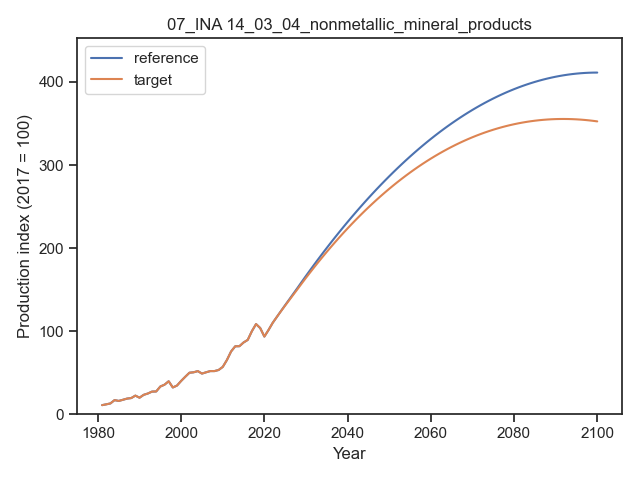 07_INA 14_03_04_nonmetallic_mineral_products
reference
target
Production index (2017 = 100)
400
300
200
100
0
1980
2000
2020
2040
2060
2080
2100
Year